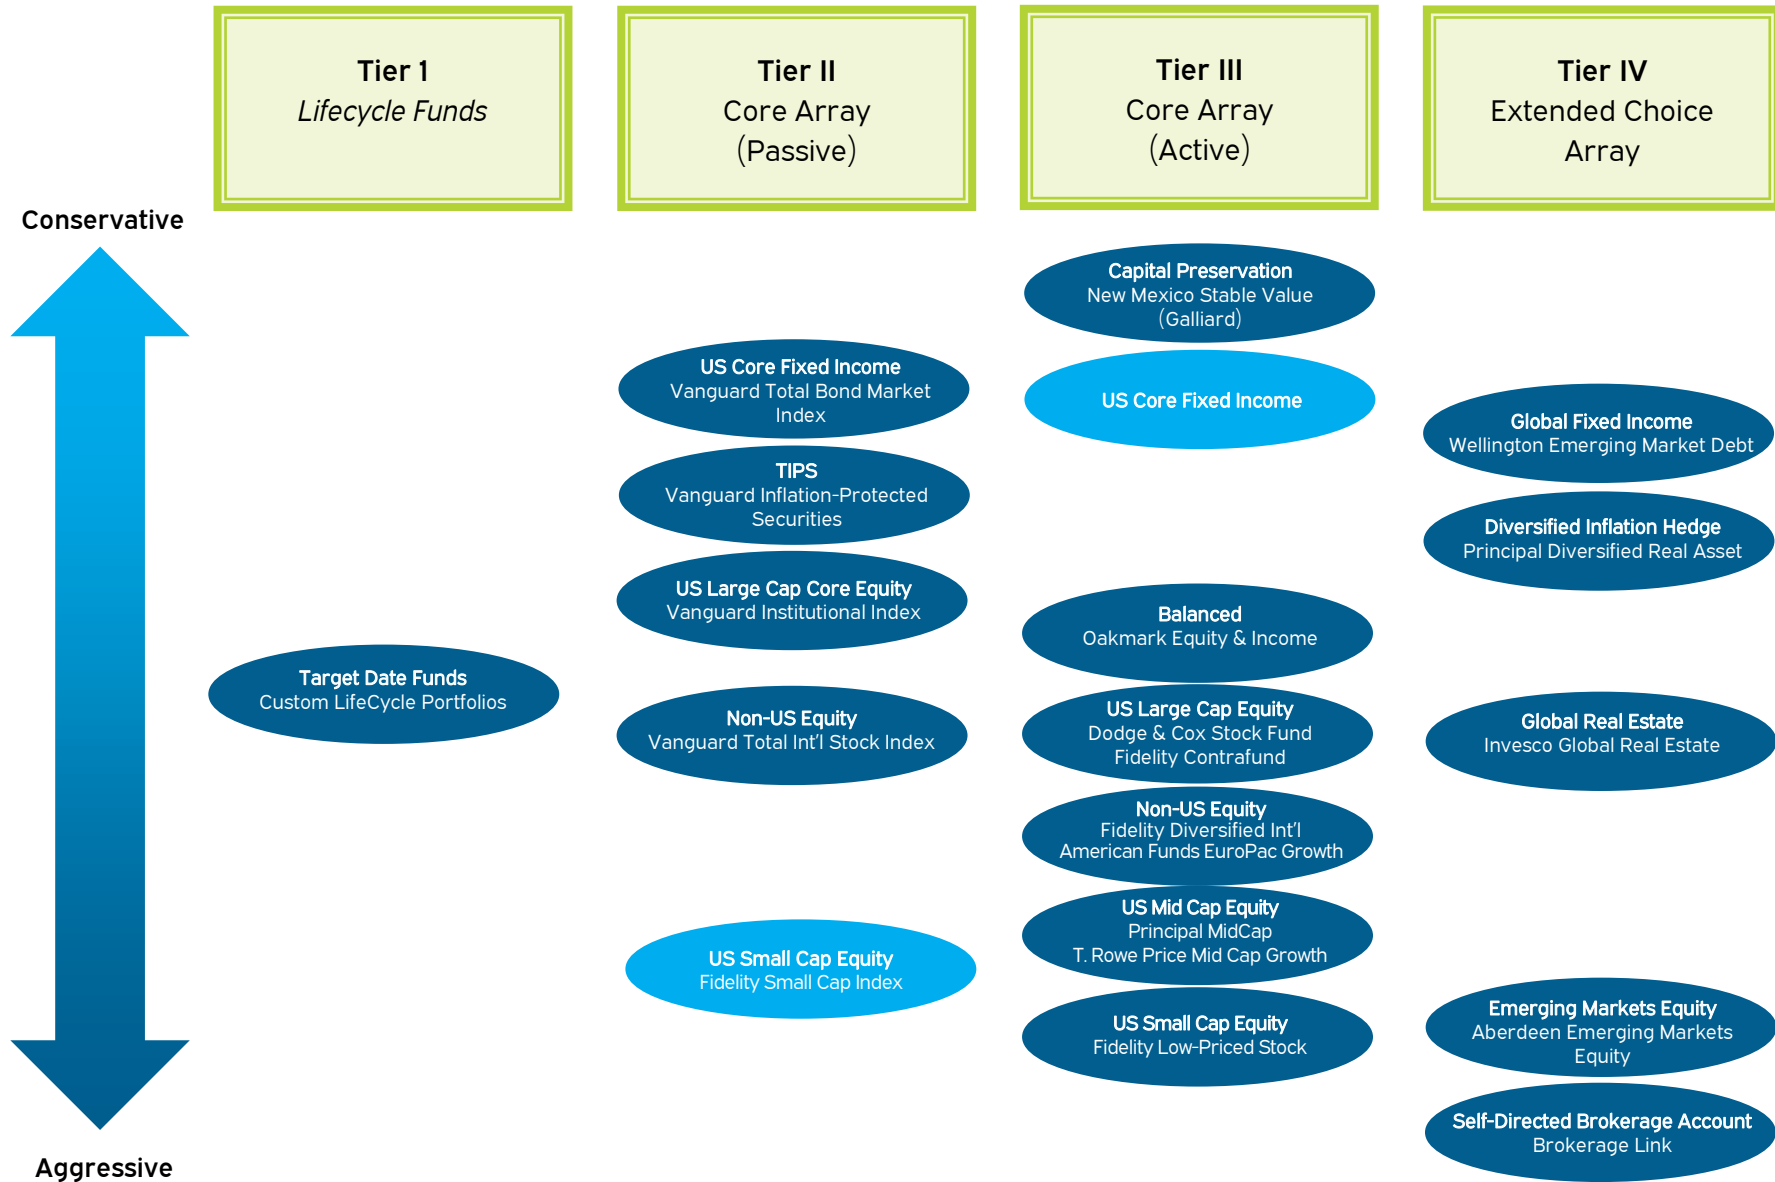 Tier 1
Lifecycle Funds
Tier II
Core Array
(Passive)
Tier III
Core Array
(Active)
Tier IV
Extended Choice
Array
Conservative
Aggressive
Target Date Funds
Custom LifeCycle Portfolios
US Core Fixed Income
Vanguard Total Bond Market
Index
TIPS
Vanguard Inflation-Protected
Securities
US Large Cap Core Equity
Vanguard Institutional Index
Non-US Equity
Vanguard Total Int'l Stock Index
US Small Cap Equity
Fidelity Small Cap Index
Capital Preservation
New Mexico Stable Value
(Galliard)
US Core Fixed Income
Balanced
Oakmark Equity & Income
US Large Cap Equity
Dodge & Cox Stock Fund
Fidelity Contrafund
Non-US Equity
Fidelity Diversified Int'l
American Funds EuroPac Growth
US Mid Cap Equity
Principal MidCap
T. Rowe Price Mid Cap Growth
US Small Cap Equity
Fidelity Low-Priced Stock
Global Fixed Income
Wellington Emerging Market Debt
Diversified Inflation Hedge
Principal Diversified Real Asset
Global Real Estate
Invesco Global Real Estate
Emerging Markets Equity
Aberdeen Emerging Markets
Equity
Self-Directed Brokerage Account
Brokerage Link